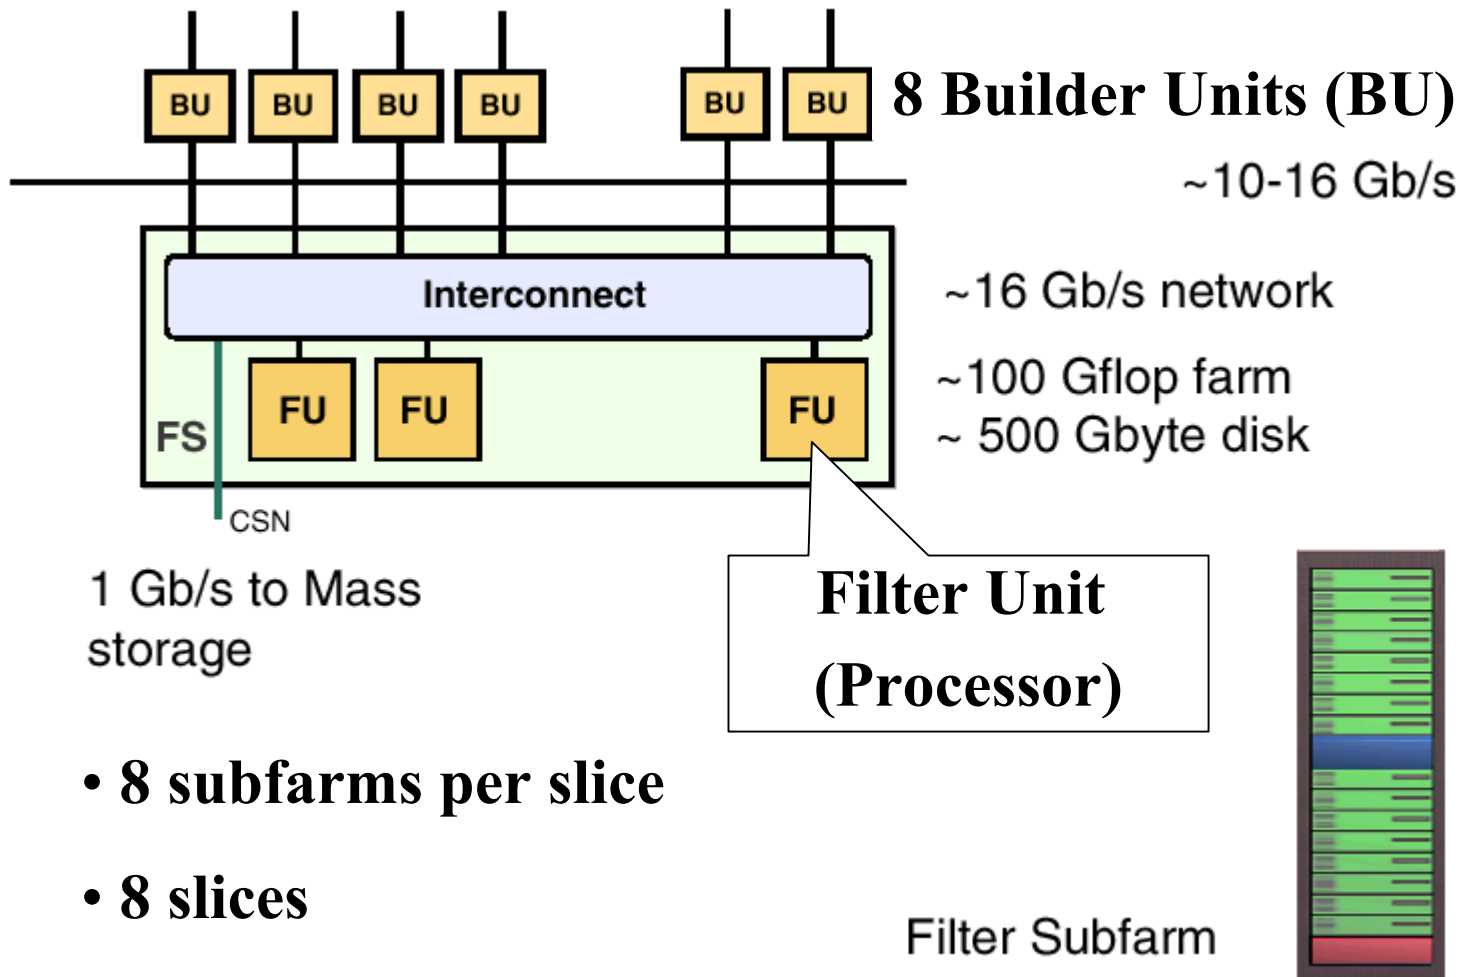 BU BU BU BU BU BU 8 Builder Units (BU)
~10-16 Gb/s
Interconnect
~16 Gb/s network
~100 Gflop farm
FU FU FU
FS
~ 500 Gbyte disk
CSN
1 Gb/s to Mass
storage
Filter Unit
(Processor)
• 8 subfarms per slice
• 8 slices
Filter Subfarm